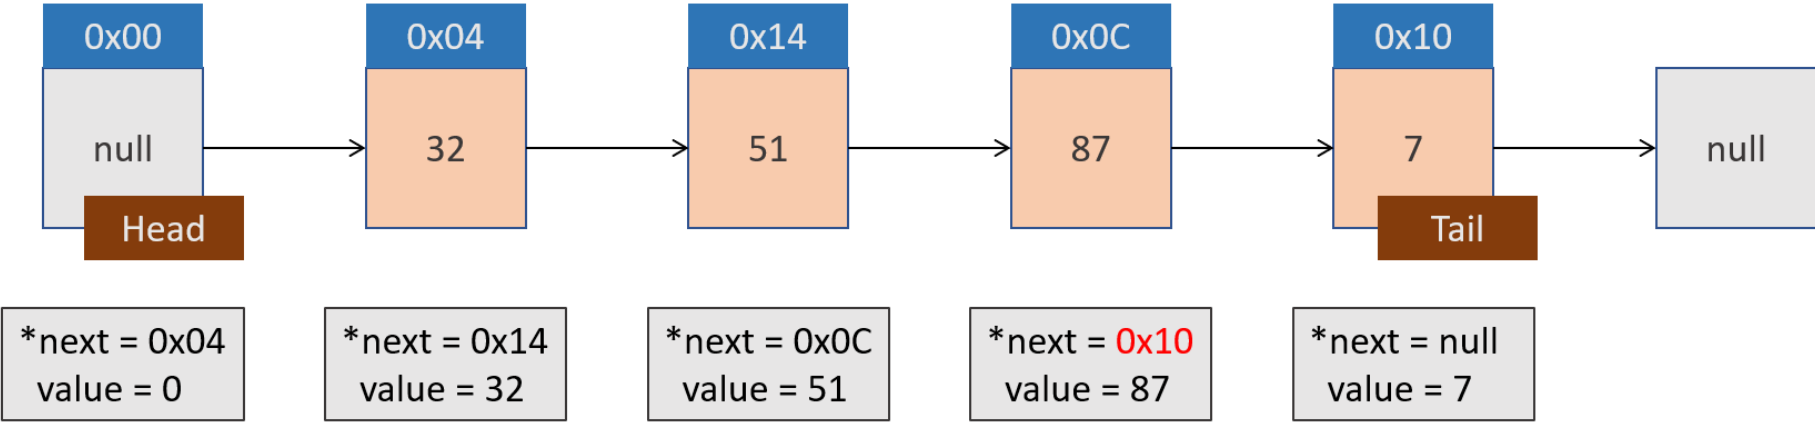 0x00
0x04
0x14
0x0C
0x10
null
32
51
87
7
null
Head
Tail
*next = 0x04
value = 0
*next = 0x14
value = 32
*next = 0x0C
value = 51
*next = 0x10
value = 87
*next = null
value = 7